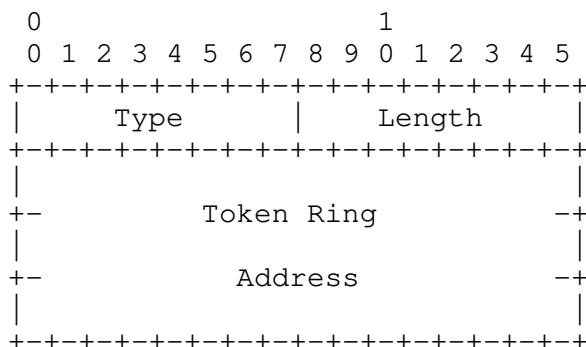 0                   1
 0 1 2 3 4 5 6 7 8 9 0 1 2 3 4 5
+-+-+-+-+-+-+-+-+-+-+-+-+-+-+-+-+
|     Type      |    Length     |
+-+-+-+-+-+-+-+-+-+-+-+-+-+-+-+-+
|                               |
+-          Token Ring         -+
|                               |
+-           Address           -+
|                               |
+-+-+-+-+-+-+-+-+-+-+-+-+-+-+-+-+